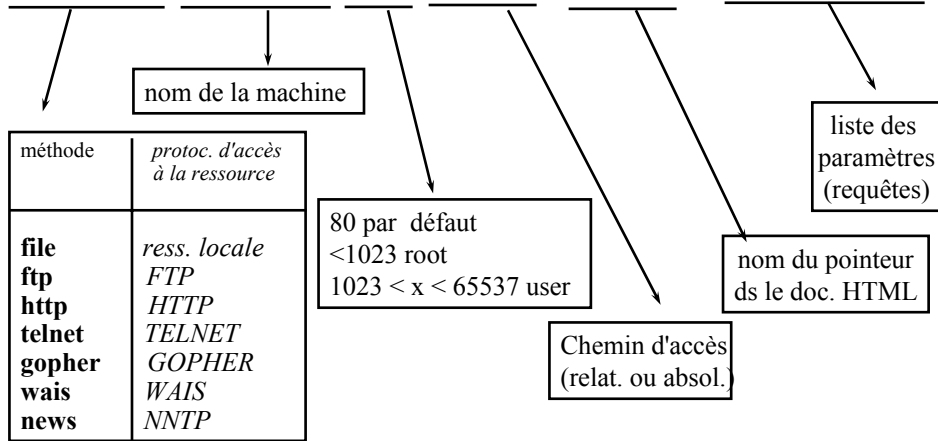 nom de la machine
méthode
protoc. d'accès
à la ressource
file
ress. locale
ftp
FTP
http
HTTP
telnet
TELNET
gopher
GOPHER
wais
WAIS
news
NNTP
80 par défaut
<1023 root
1023 < x < 65537 user
Chemin d'accès
(relat. ou absol.)
nom du pointeur
ds le doc. HTML
liste des
paramètres
(requêtes)